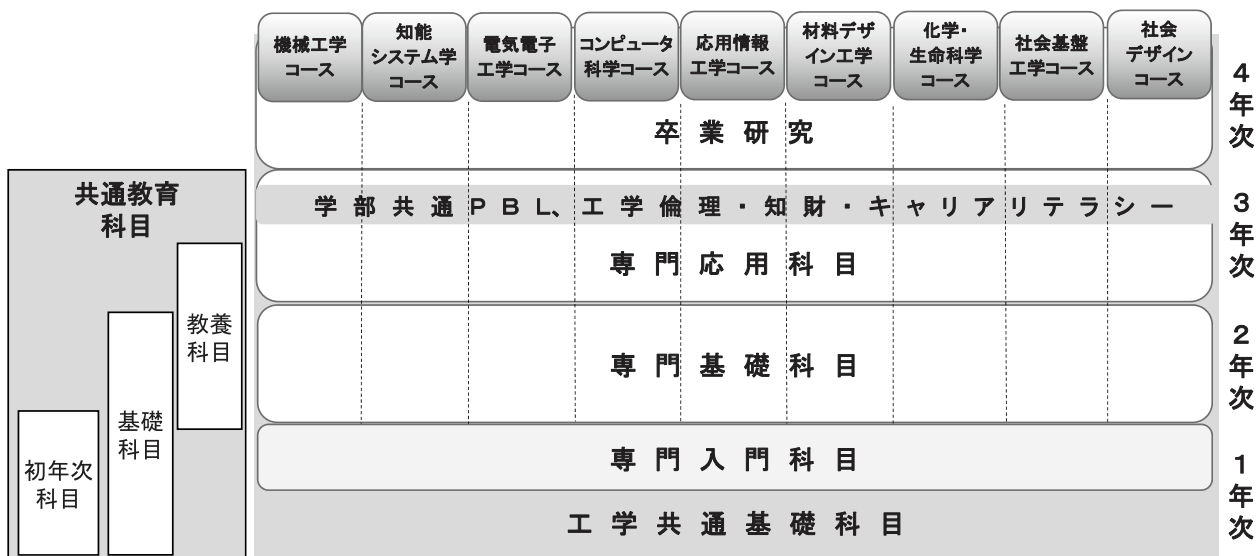 機械工学
コース
知能
システム学
コース
電気電子
工学コース
コンピュータ
科学コース
応用情報
工学コース
材料デザ
イン工学
コース
化学・
生命科学
コース
社会基盤
工学コース
社会
デザイン
コース
4年次
卒業研究
共通教育
科目
学部共通PBL、工学倫理・知財・キャリアリテラシー
3年次
専門応用科目
教養
科目
2年次
専門基礎科目
基礎
科目
専門入門科目
初年次
科目
1年次
工学共通基礎科目